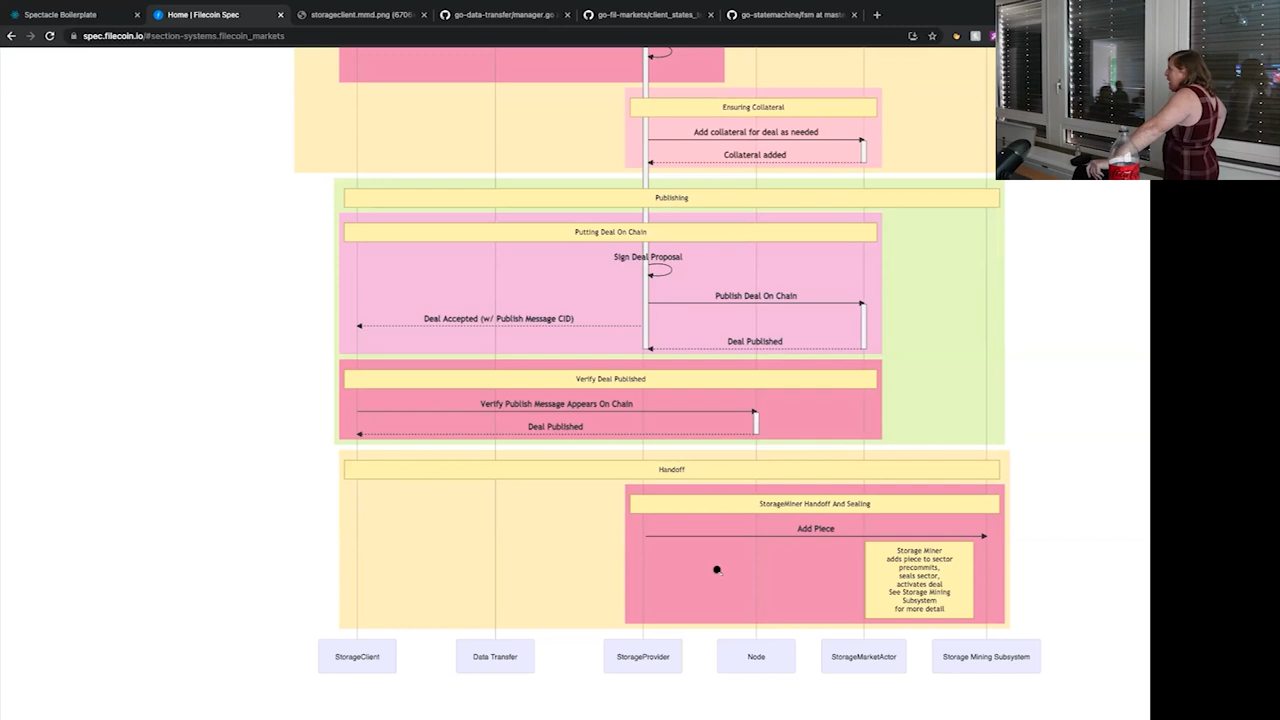 Spectacle Boilerplate
Home | Filecoin Spec
storageclient.mmd.png (6706
go-data-transfer/manager.go
go-fil-markets/client_states_
go-statemachine/fsm at mast
spec.filecoin.io/#section-systems.filecoin_markets
Ensuring Collateral
Add collateral for deal as needed
Collateral added
Publishing
Putting Deal On Chain
Sign Deal Proposal
Publish Deal On Chain
Deal Accepted (w/ Publish Message CID)
Deal Published
Verify Deal Published
Verify Publish Message Appears On Chain
Deal Published
Handoff
StorageMiner Handoff And Sealing
Add Piece
Storage Miner
adds piece to sector
precommits,
seals sector,
activates deal
See Storage Mining
Subsystem
for more detail
StorageClient
Data Transfer
StorageProvider
Node
StorageMarketActor
Storage Mining Subsystem